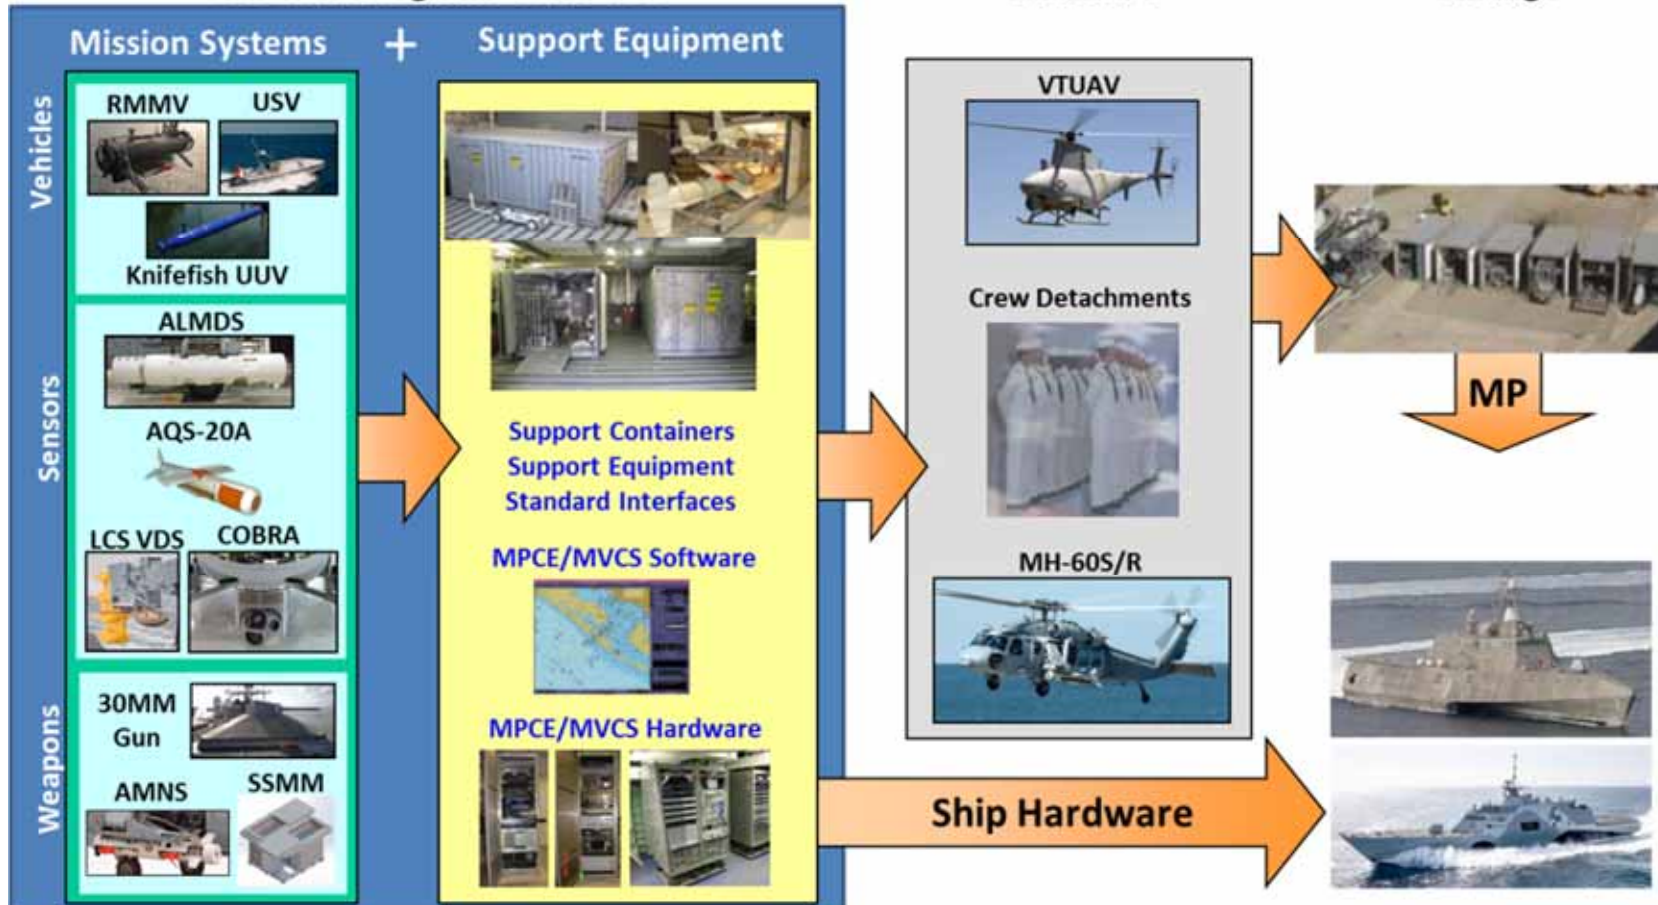 Mission Systems + Support Equipment
Vehicles
RMMV
USV
Knifefish UUV
Sensors
ALMDS
AQS-20A
LCS VDS
COBRA
Weapons
30MM
Gun
AMNS
SSMM
Support Containers
Support Equipment
Standard Interfaces
MPCE/MVCS Software
MPCE/MVCS Hardware
VTUAV
Crew Detachments
MH-60S/R
MP
Ship Hardware